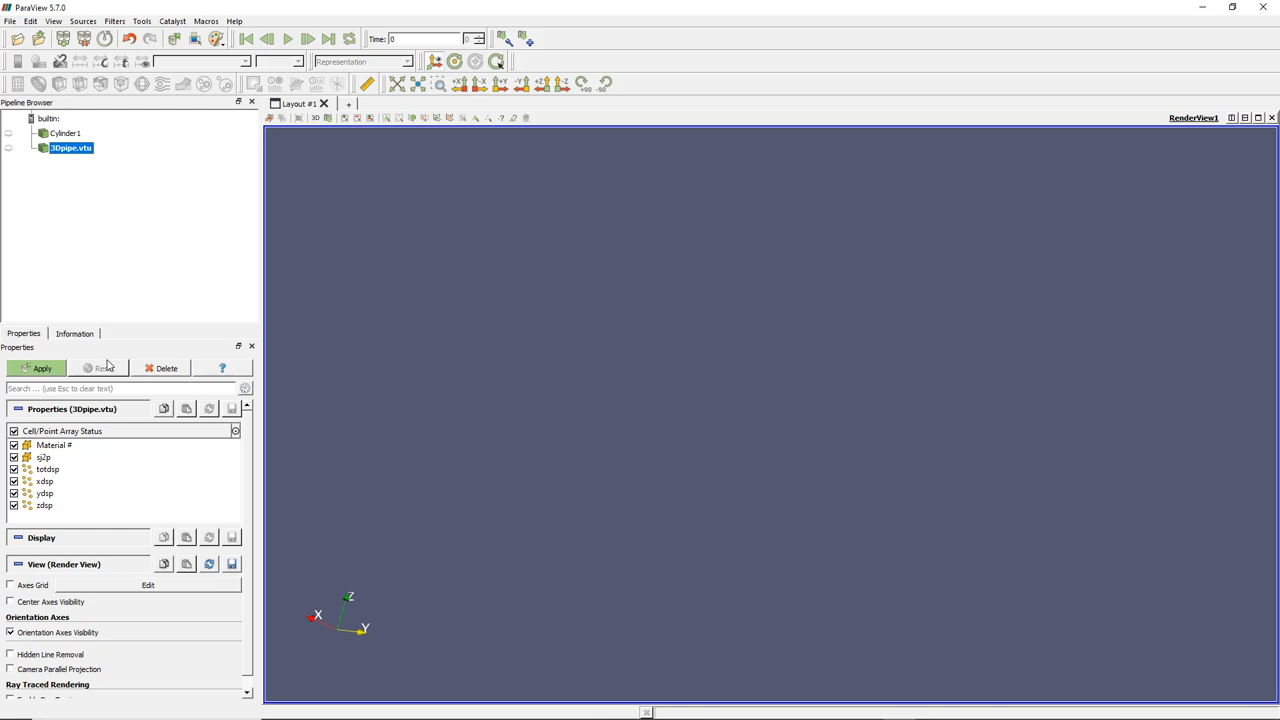 ParaView 5.7.0
File Edit View Sources Filters Tools Catalyst Macros Help
Time: 0 0
Representation
+X -X +Y -Y +Z -Z
Pipeline Browser
Layout #1
3D
RenderView1
builtin:
Cylinder1
3Dpipe.vtu
Properties Information
Properties
Apply Delete ?
Search ... (use Esc to clear text)
Properties (3Dpipe.vtu)
Cell/Point Array Status
Material #
sj2p
totdsp
xdsp
ydsp
zdsp
Display
View (Render View)
Axes Grid Edit
Center Axes Visibility
Orientation Axes
Orientation Axes Visibility
Hidden Line Removal
Camera Parallel Projection
Ray Traced Rendering
Z
X
Y